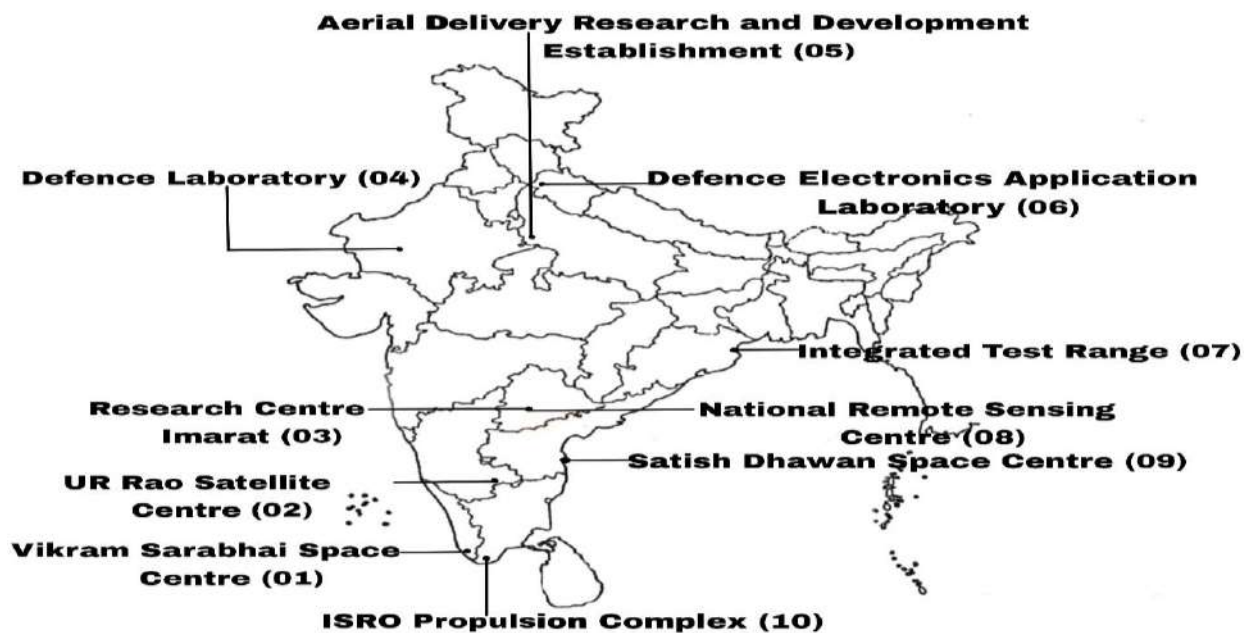 Aerial Delivery Research and Development
Establishment (05)
Defence Laboratory (04)
Defence Electronics Application
Laboratory (06)
Integrated Test Range (07)
Research Centre
Imarat (03)
National Remote Sensing
Centre (08)
Satish Dhawan Space Centre (09)
UR Rao Satellite
Centre (02)
Vikram Sarabhai Space
Centre (01)
ISRO Propulsion Complex (10)